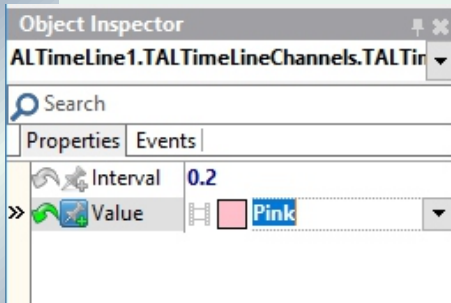 Object Inspector
ALTimeLine1.TALTimeLineChannels.TALTin
Search
Properties Events
Interval 0.2
Value Pink